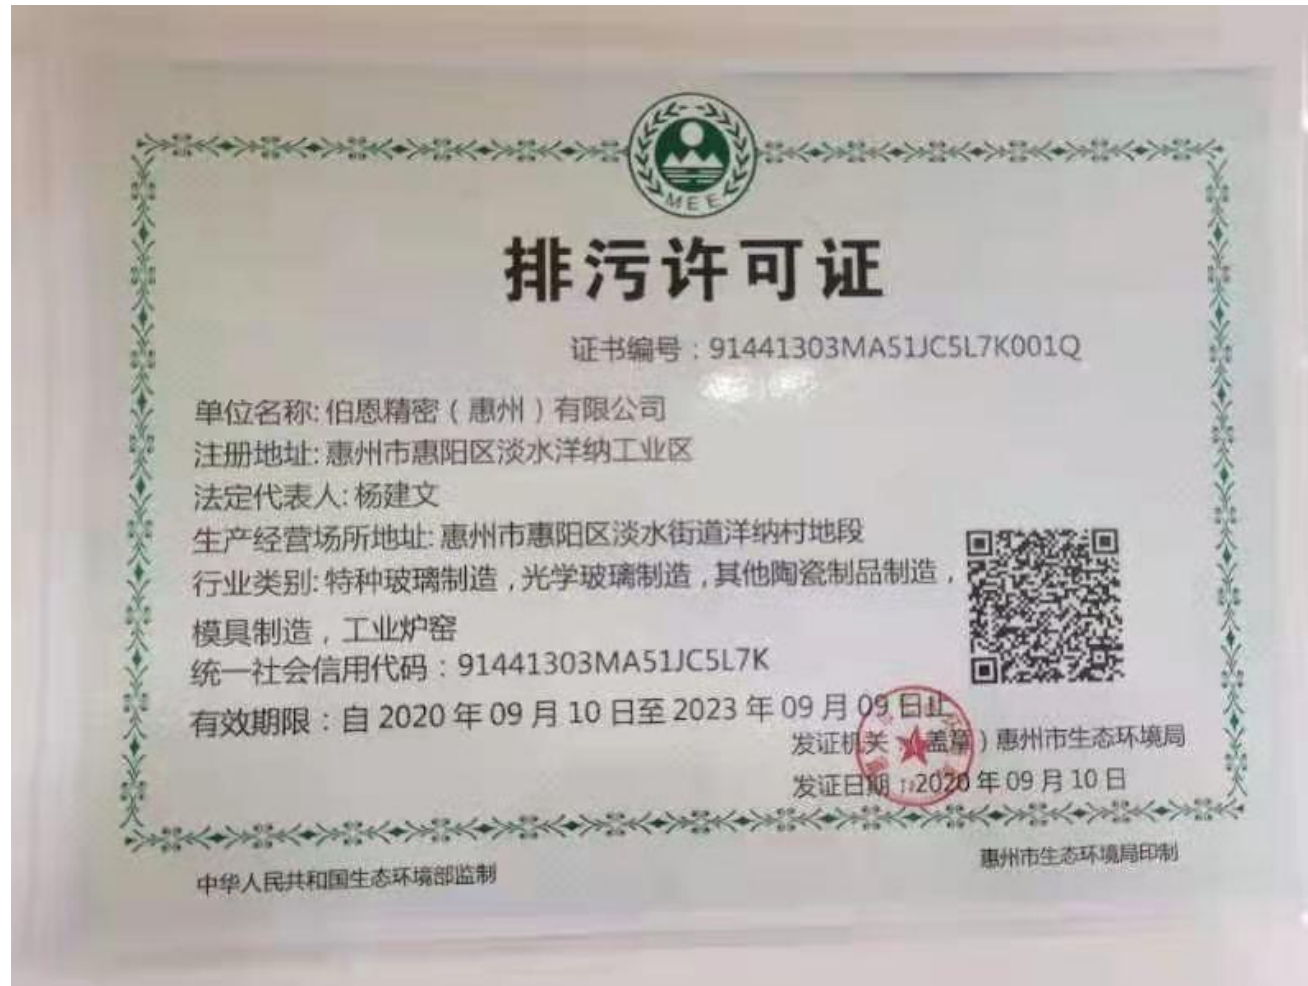 MEE
排污许可证
证书编号：91441303MA51JC5L7K001Q
单位名称: 伯恩精密（惠州）有限公司
注册地址: 惠州市惠阳区淡水洋纳工业区
法定代表人: 杨建文
生产经营场所地址: 惠州市惠阳区淡水街道洋纳村地段
行业类别: 特种玻璃制造，光学玻璃制造，其他陶瓷制品制造，
模具制造，工业炉窑
统一社会信用代码：91441303MA51JC5L7K
有效期限：自 2020 年 09 月 10 日至 2023 年 09 月 09 日止
发证机关：（盖章）惠州市生态环境局
发证日期：2020 年 09 月 10 日
中华人民共和国生态环境部监制
惠州市生态环境局印制